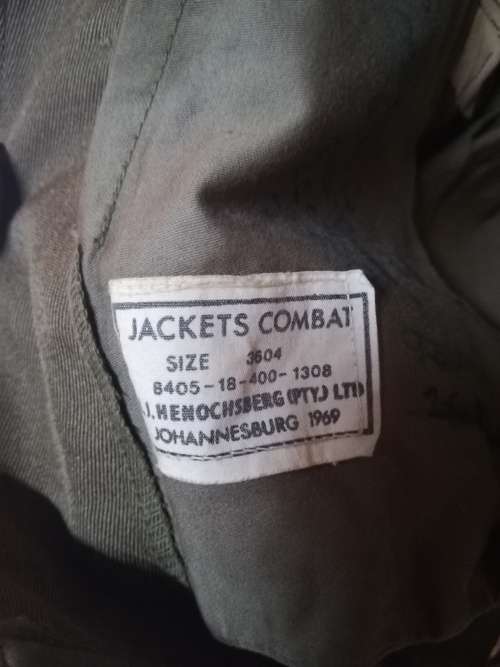 JACKETS COMBAT
SIZE 3604
8405-18-400-1308
I. HENOCHSBERG (PTY.) LTD
JOHANNESBURG 1969